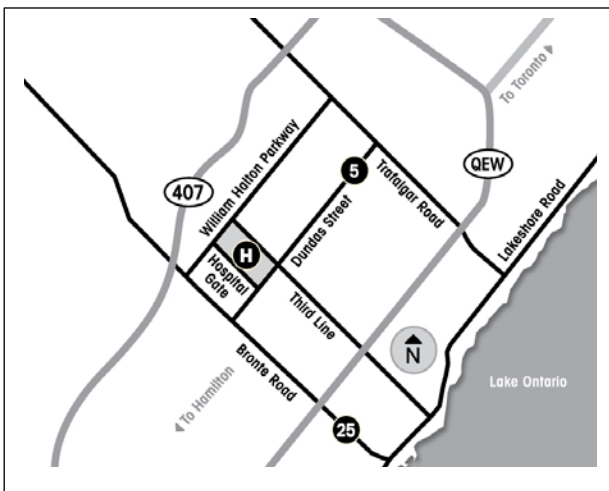 To Toronto
William Halton Parkway
5
QEW
407
Trafalgar Road
Lakeshore Road
Dundas Street
H
Hospital
Gate
Third Line
N
Lake Ontario
Bronte Road
To Hamilton
25